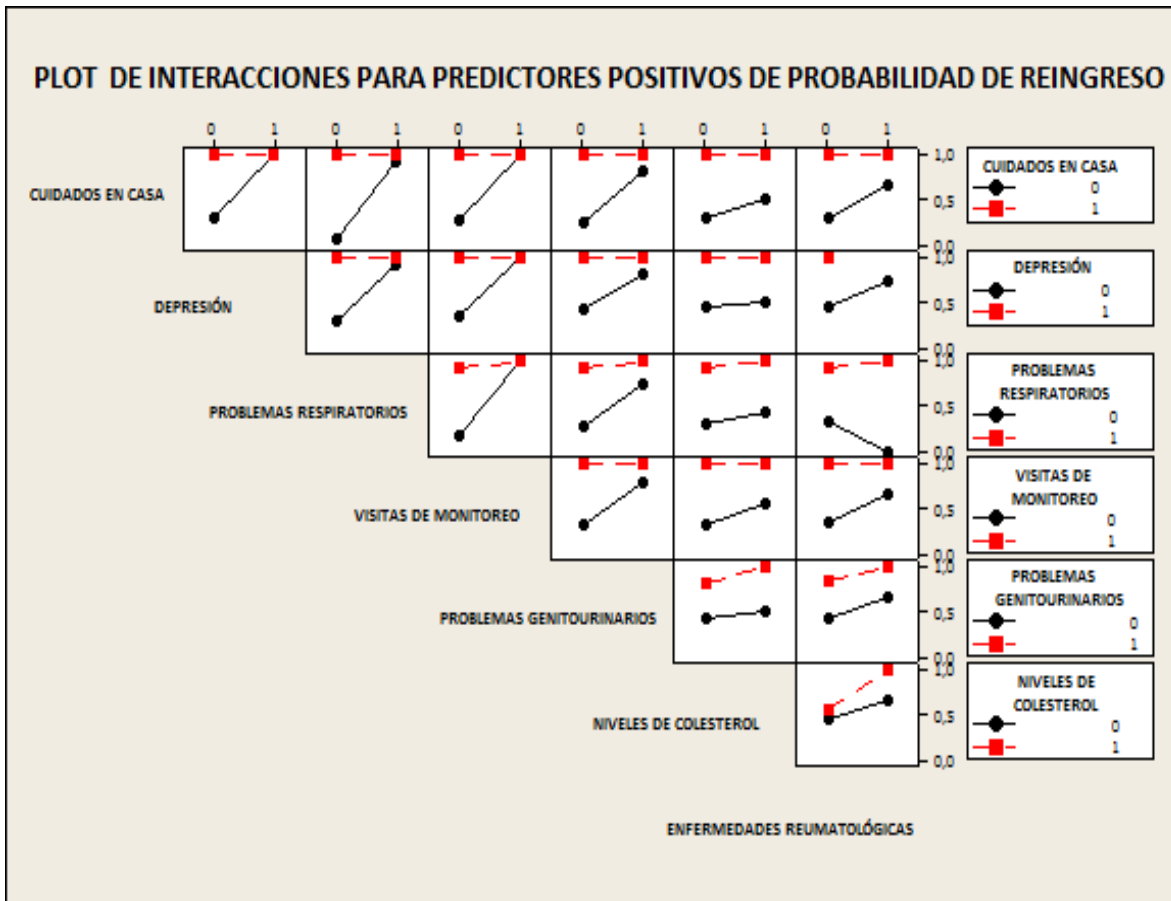 PLOT DE INTERACCIONES PARA PREDICTORES POSITIVOS DE PROBABILIDAD DE REINGRESO
0 1 0 1 0 1 0 1 0 1 0 1
CUIDADOS EN CASA
1,0
0,5
0,0
CUIDADOS EN CASA
0
1
DEPRESIÓN
1,0
0,5
0,0
DEPRESIÓN
0
1
PROBLEMAS RESPIRATORIOS
1,0
0,5
0,0
PROBLEMAS
RESPIRATORIOS
0
1
VISITAS DE MONITOREO
1,0
0,5
0,0
VISITAS DE
MONITOREO
0
1
PROBLEMAS GENITOURINARIOS
1,0
0,5
0,0
PROBLEMAS
GENITOURINARIOS
0
1
NIVELES DE COLESTEROL
1,0
0,5
0,0
NIVELES DE
COLESTEROL
0
1
ENFERMEDADES REUMATOLÓGICAS